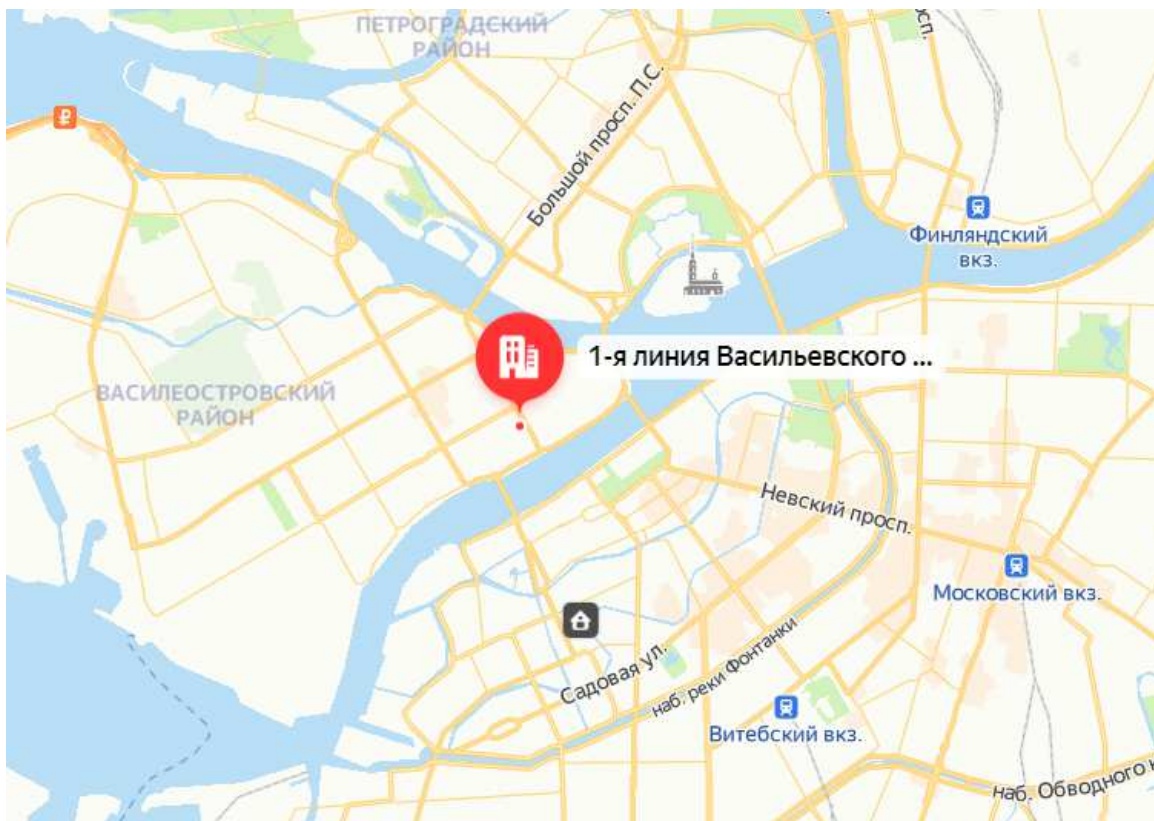 ПЕТРОГРАДСКИЙ
РАЙОН
просп.
Большой просп. П.С.
₽
Финляндский
вкз.
1-я линия Васильевского ...
ВАСИЛЕОСТРОВСКИЙ
РАЙОН
Невский просп.
Московский вкз.
Садовая ул.
наб. реки Фонтанки
Витебский вкз.
наб. Обводного к